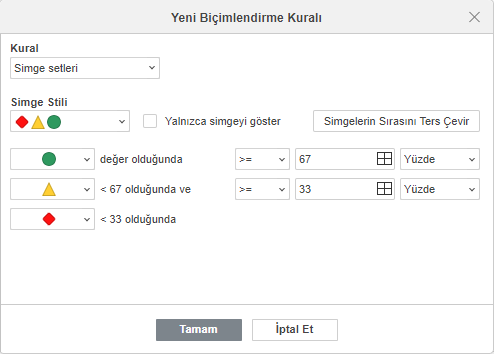 Yeni Biçimlendirme Kuralı
Kural
Simge setleri
Simge Stili
Yalnızca simgeyi göster
Simgelerin Sırasını Ters Çevir
değer olduğunda >= 67 Yüzde
< 67 olduğunda ve >= 33 Yüzde
< 33 olduğunda
Tamam İptal Et